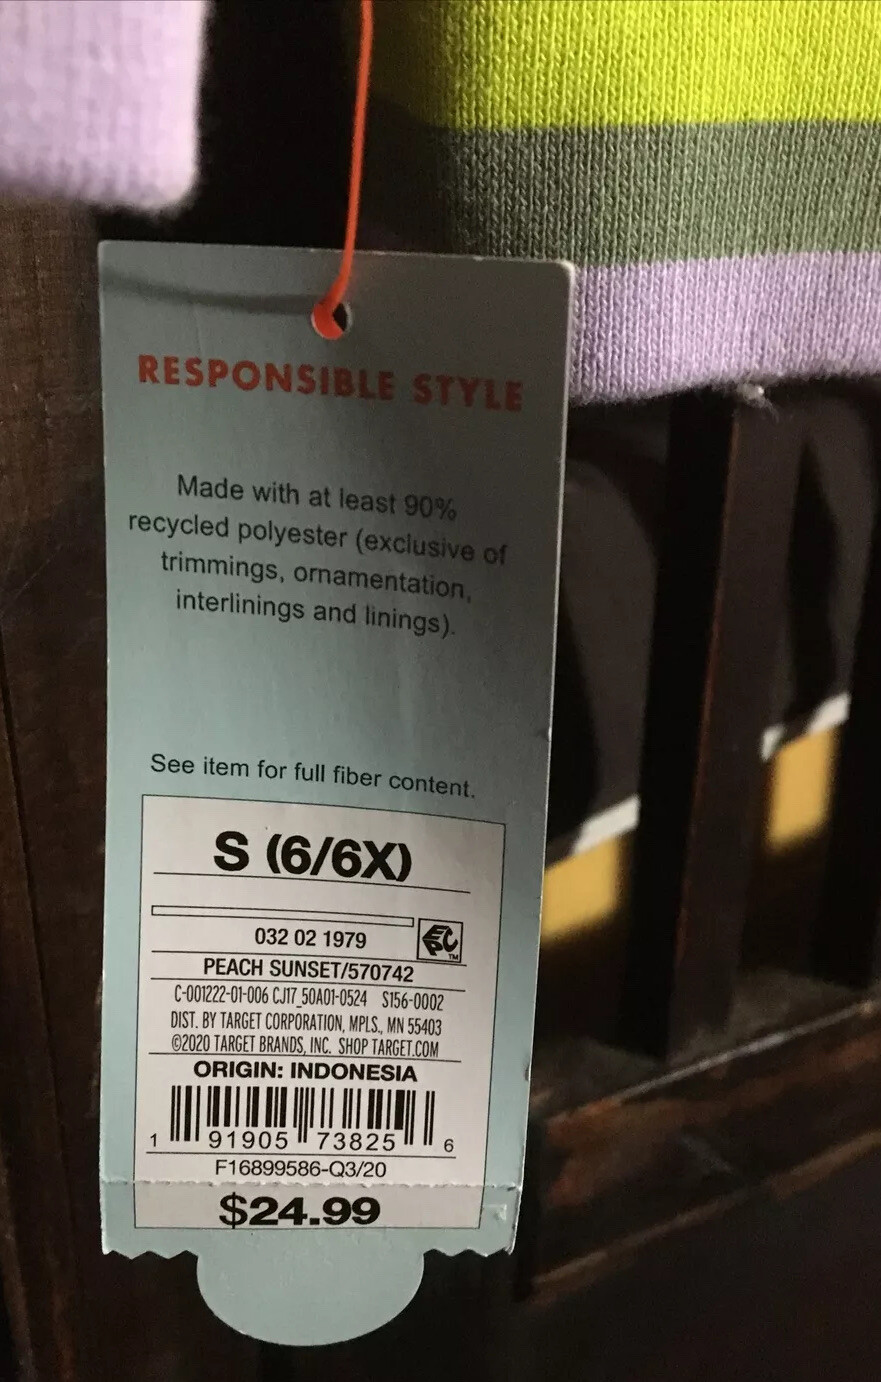 RESPONSIBLE STYLE
Made with at least 90%
recycled polyester (exclusive of
trimmings, ornamentation,
interlinings and linings).
See item for full fiber content.
S (6/6X)
032 02 1979
EPC™
PEACH SUNSET/570742
C-001222-01-006 CJ17_50A01-0524 S156-0002
DIST. BY TARGET CORPORATION, MPLS., MN 55403
©2020 TARGET BRANDS, INC. SHOP TARGET.COM
ORIGIN: INDONESIA
1 91905 73825 6
F16899586-Q3/20
$24.99